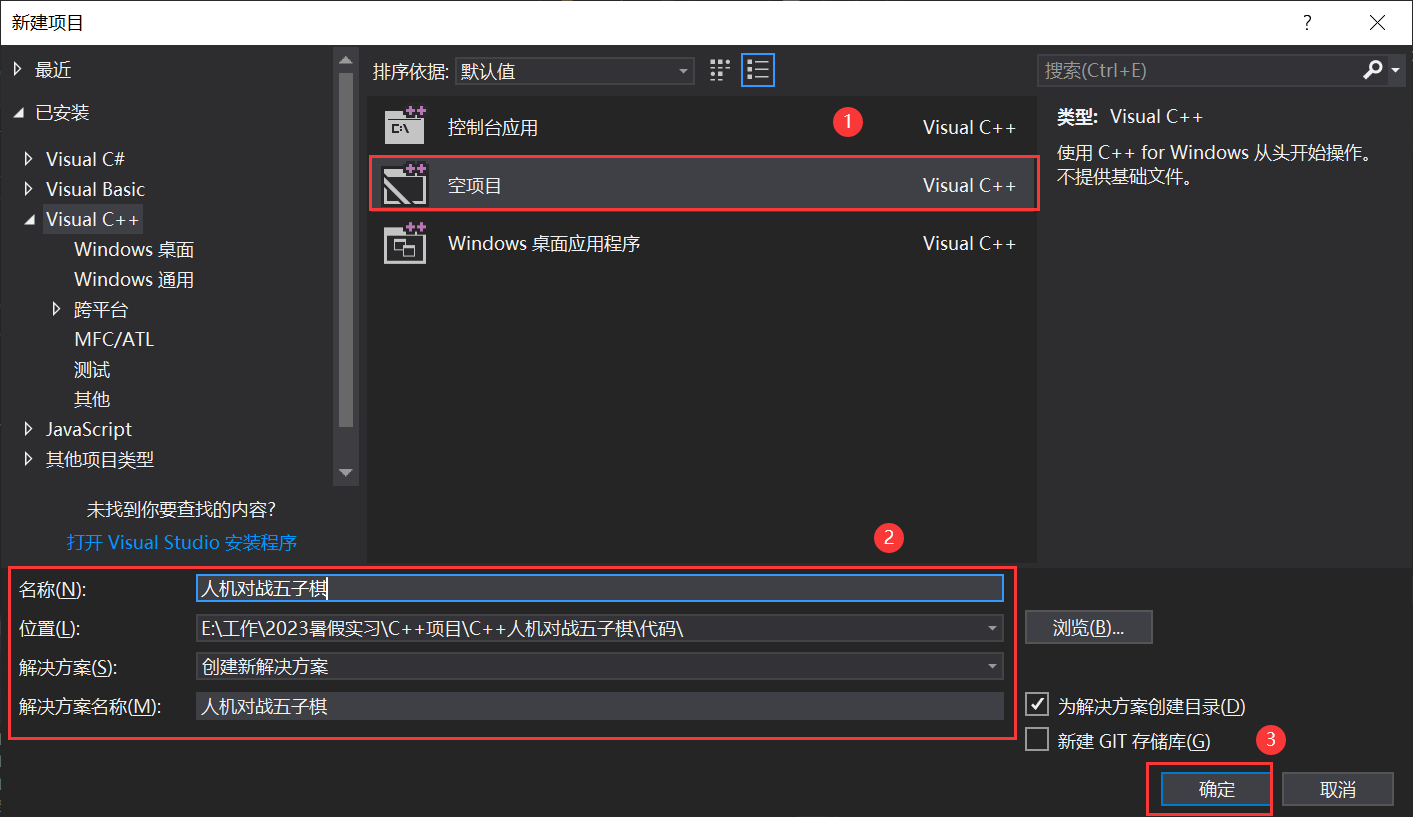 新建项目
?
最近
已安装
Visual C#
Visual Basic
Visual C++
Windows 桌面
Windows 通用
跨平台
MFC/ATL
测试
其他
JavaScript
其他项目类型
未找到你要查找的内容?
打开 Visual Studio 安装程序
排序依据: 默认值
控制台应用 Visual C++
1
空项目 Visual C++
Windows 桌面应用程序 Visual C++
搜索(Ctrl+E)
类型: Visual C++
使用 C++ for Windows 从头开始操作。
不提供基础文件。
2
名称(N): 人机对战五子棋
位置(L): E:\工作\2023暑假实习\C++项目\C++人机对战五子棋\代码\
浏览(B)...
解决方案(S): 创建新解决方案
解决方案名称(M): 人机对战五子棋
为解决方案创建目录(D)
新建 GIT 存储库(G)
3
确定
取消